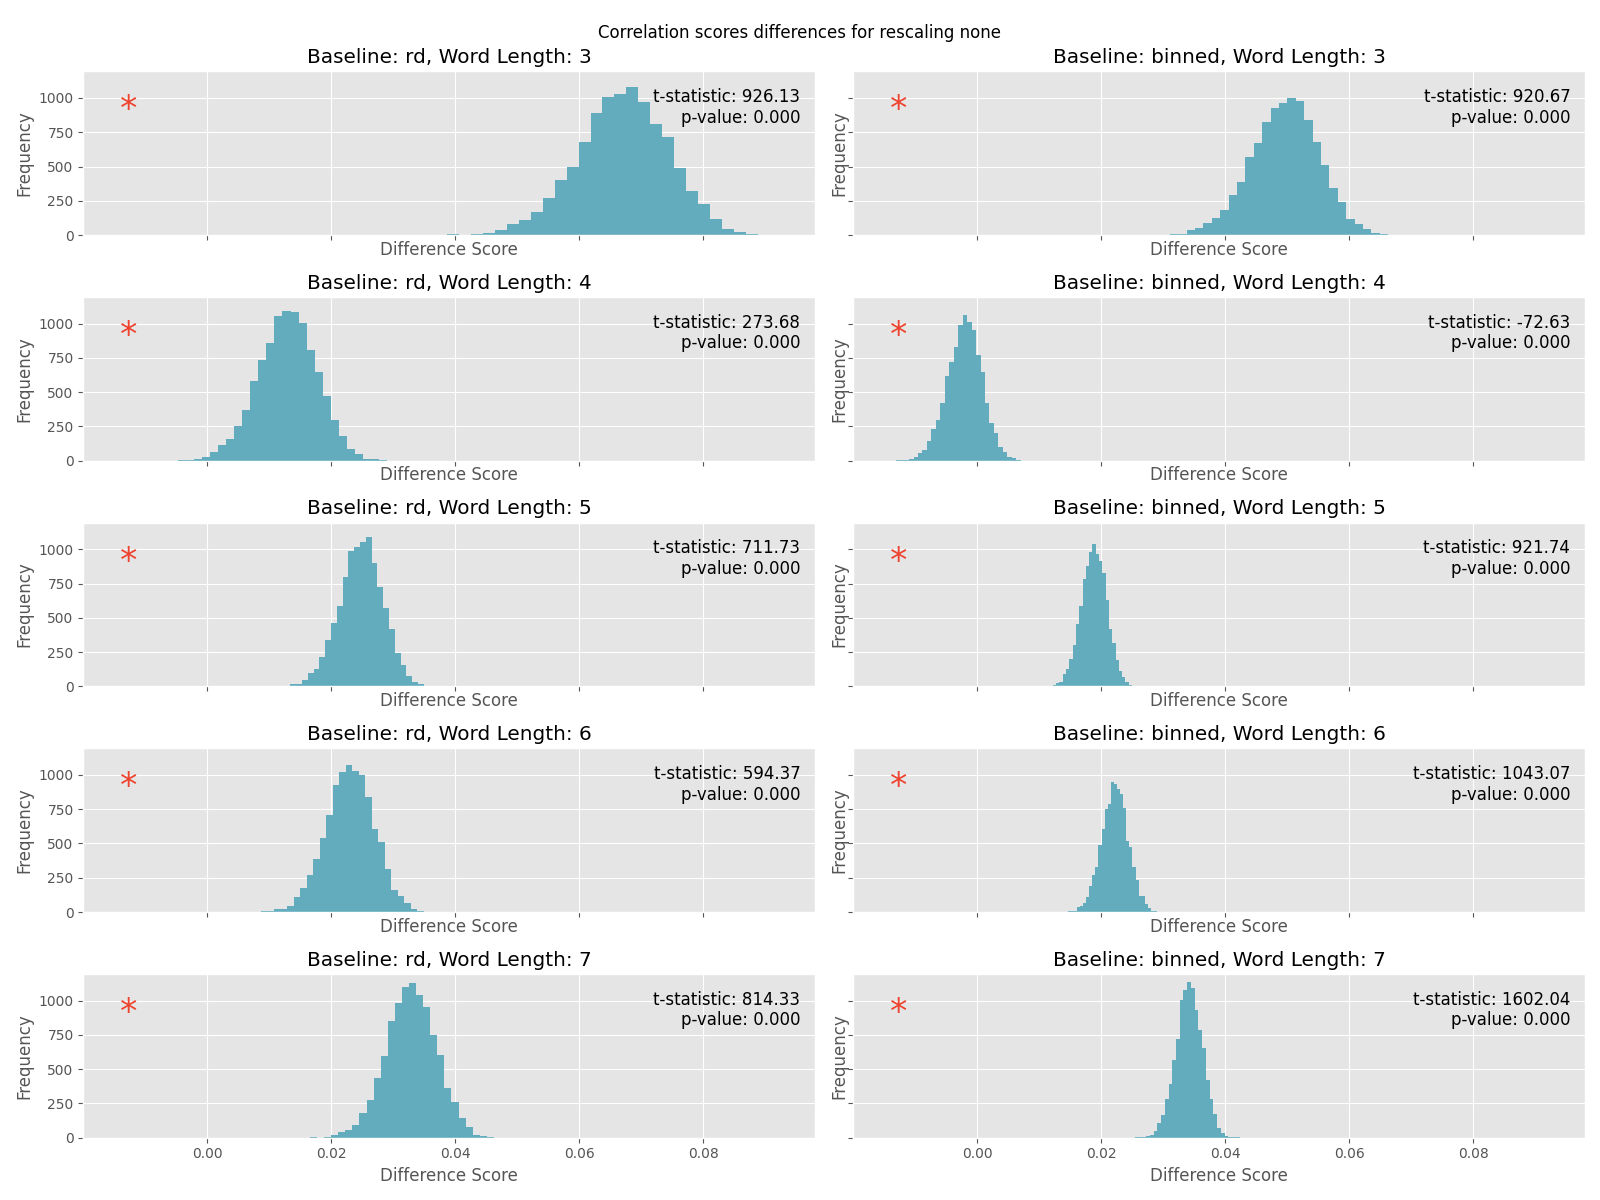 Correlation scores differences for rescaling none
Baseline: rd, Word Length: 3
*
t-statistic: 926.13
p-value: 0.000
Frequency
1000
750
500
250
0
Difference Score
Baseline: binned, Word Length: 3
*
t-statistic: 920.67
p-value: 0.000
Frequency
Difference Score
Baseline: rd, Word Length: 4
*
t-statistic: 273.68
p-value: 0.000
Frequency
1000
750
500
250
0
Difference Score
Baseline: binned, Word Length: 4
*
t-statistic: -72.63
p-value: 0.000
Frequency
Difference Score
Baseline: rd, Word Length: 5
*
t-statistic: 711.73
p-value: 0.000
Frequency
1000
750
500
250
0
Difference Score
Baseline: binned, Word Length: 5
*
t-statistic: 921.74
p-value: 0.000
Frequency
Difference Score
Baseline: rd, Word Length: 6
*
t-statistic: 594.37
p-value: 0.000
Frequency
1000
750
500
250
0
Difference Score
Baseline: binned, Word Length: 6
*
t-statistic: 1043.07
p-value: 0.000
Frequency
Difference Score
Baseline: rd, Word Length: 7
*
t-statistic: 814.33
p-value: 0.000
Frequency
1000
750
500
250
0
0.00 0.02 0.04 0.06 0.08
Difference Score
Baseline: binned, Word Length: 7
*
t-statistic: 1602.04
p-value: 0.000
Frequency
0.00 0.02 0.04 0.06 0.08
Difference Score